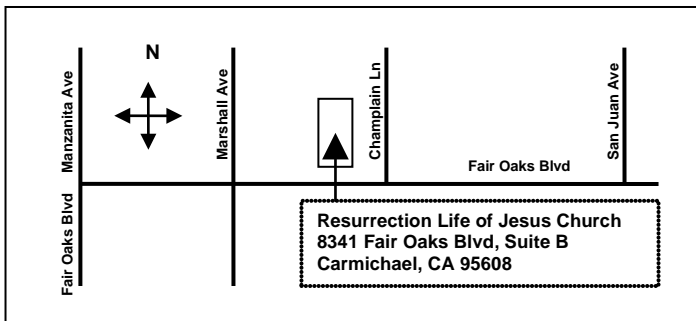 N
Manzanita Ave
Marshall Ave
Champlain Ln
San Juan Ave
Fair Oaks Blvd
Fair Oaks Blvd
Resurrection Life of Jesus Church
8341 Fair Oaks Blvd, Suite B
Carmichael, CA 95608